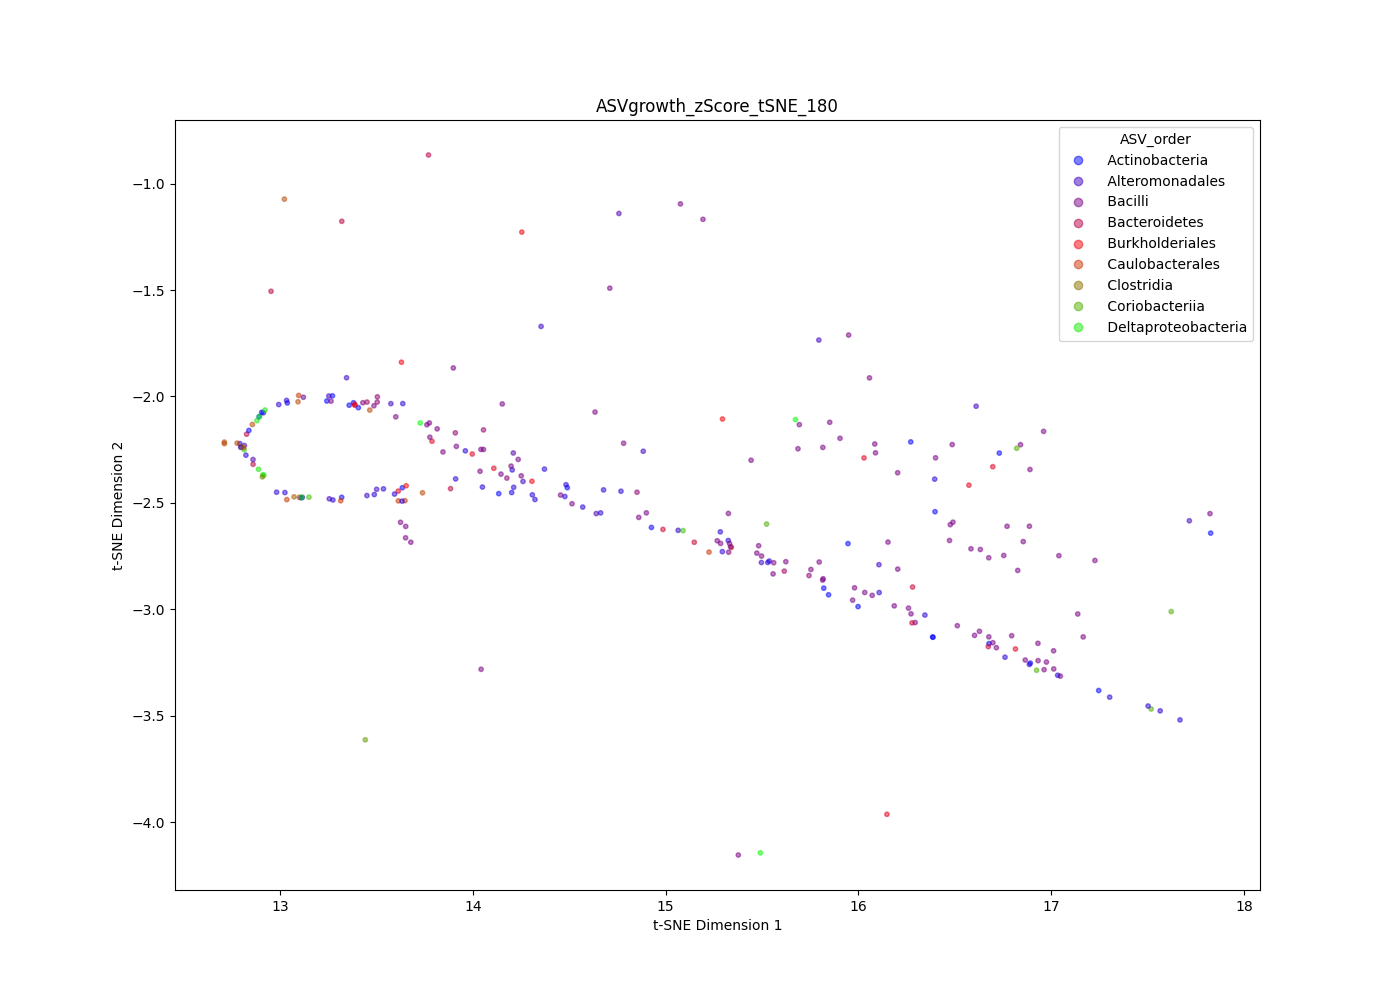 ASVgrowth_zScore_tSNE_180
ASV_order
Actinobacteria
Alteromonadales
Bacilli
Bacteroidetes
Burkholderiales
Caulobacterales
Clostridia
Coriobacteriia
Deltaproteobacteria
t-SNE Dimension 2
−1.0
−1.5
−2.0
−2.5
−3.0
−3.5
−4.0
13 14 15 16 17 18
t-SNE Dimension 1